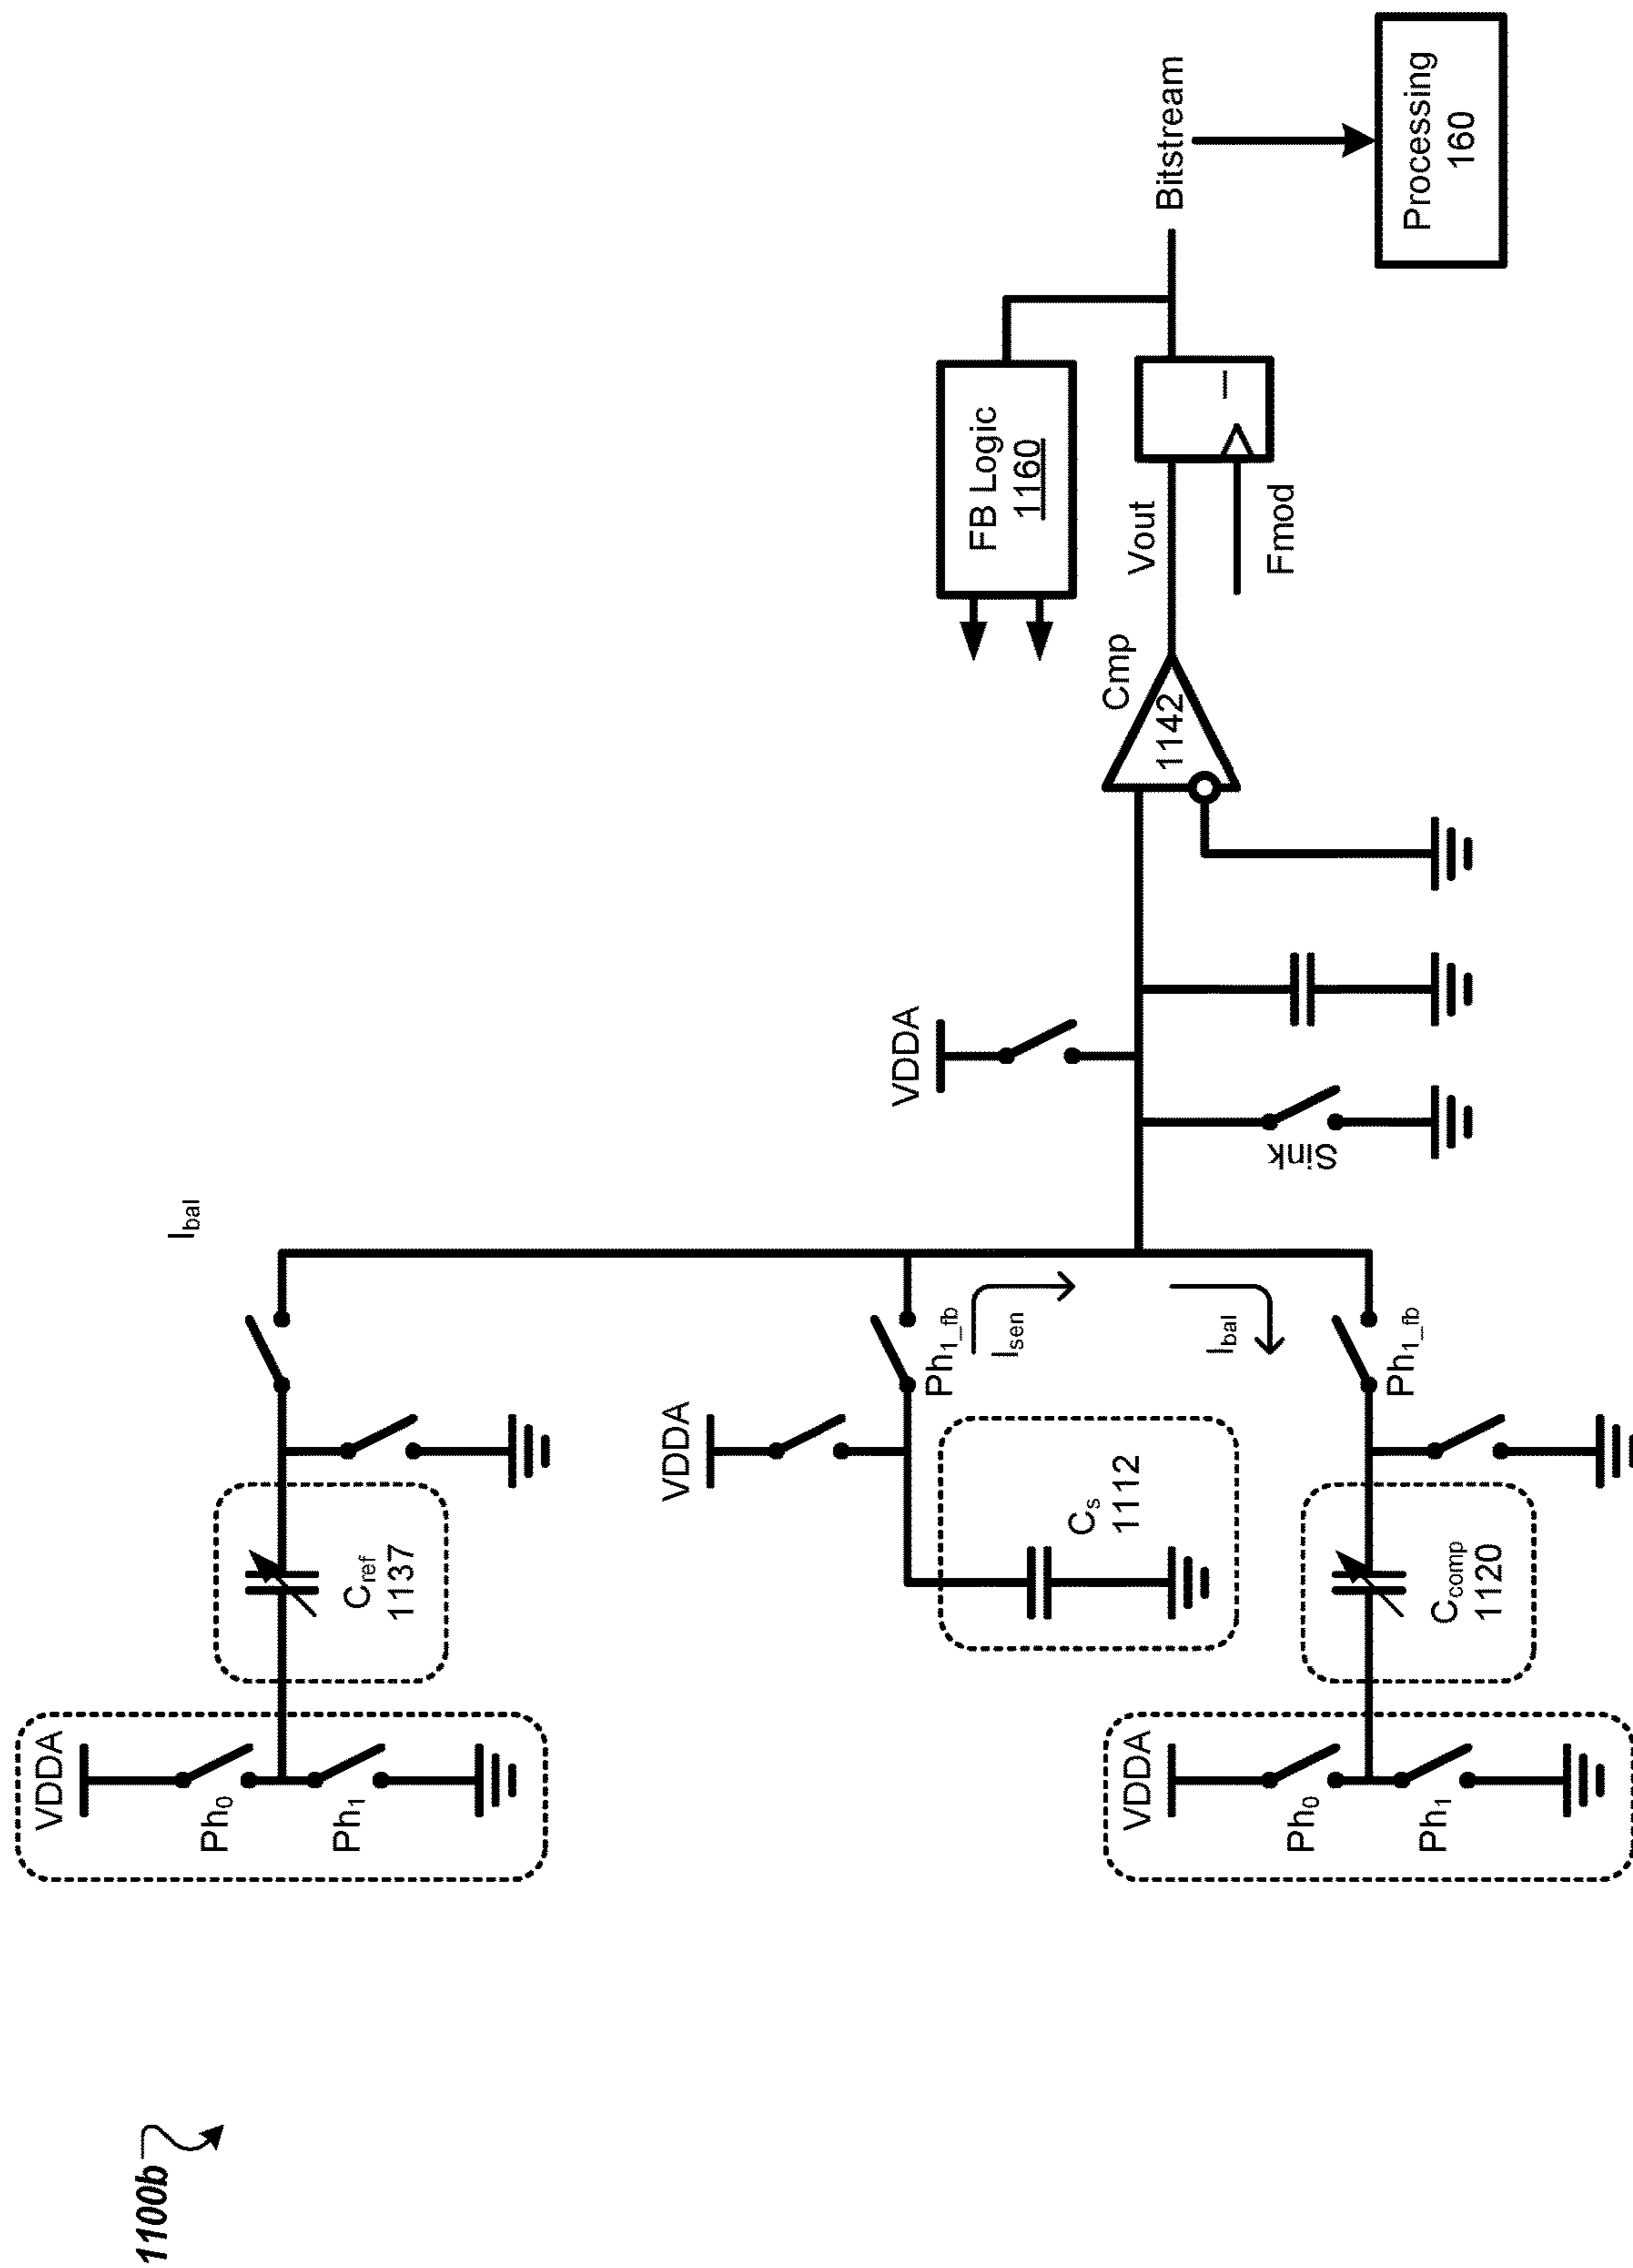 1100b
VDDA
Ph0
Ph1
Cref
1137
Ibal
VDDA
Cs
1112
Ph1_fb
Isen
Ibal
VDDA
Ph0
Ph1
Ccomp
1120
Ph1_fb
VDDA
Sink
Cmp
1142
Vout
Fmod
FB Logic
1160
Bitstream
Processing
160